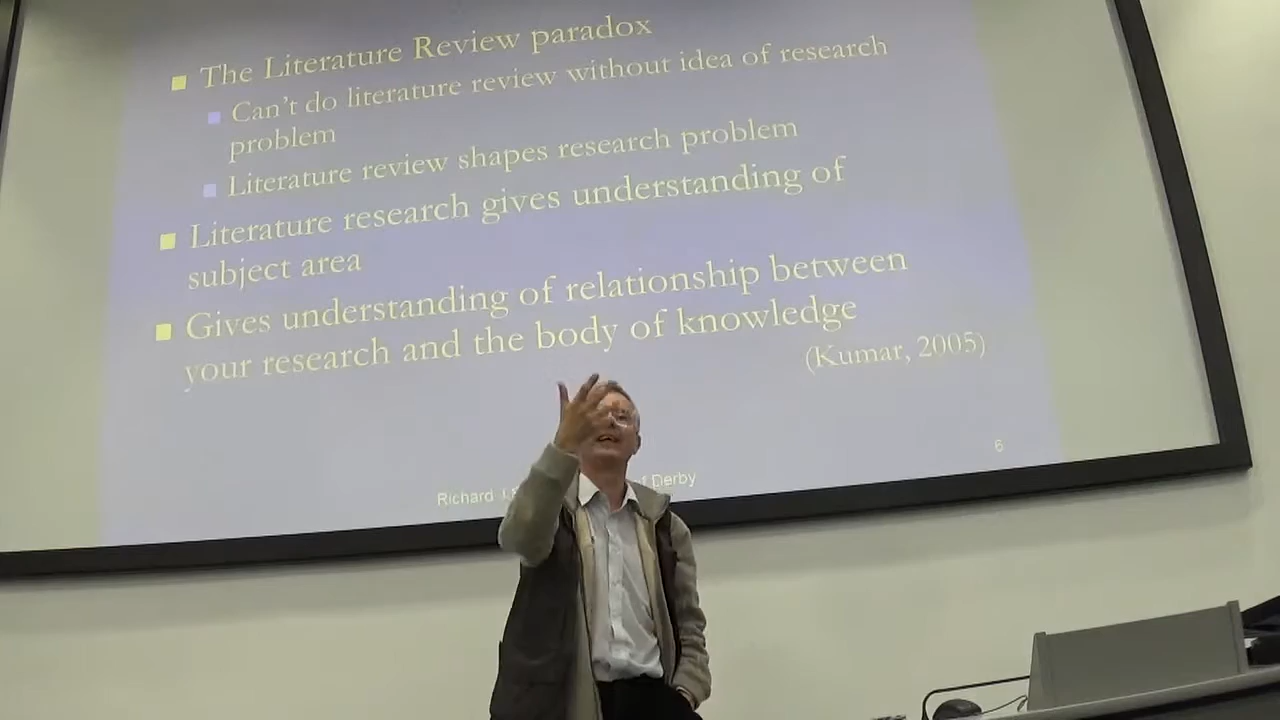 The Literature Review paradox
Can't do literature review without idea of research
problem
Literature review shapes research problem
Literature research gives understanding of
subject area
Gives understanding of relationship between
your research and the body of knowledge
(Kumar, 2005)
6
Richard Derby